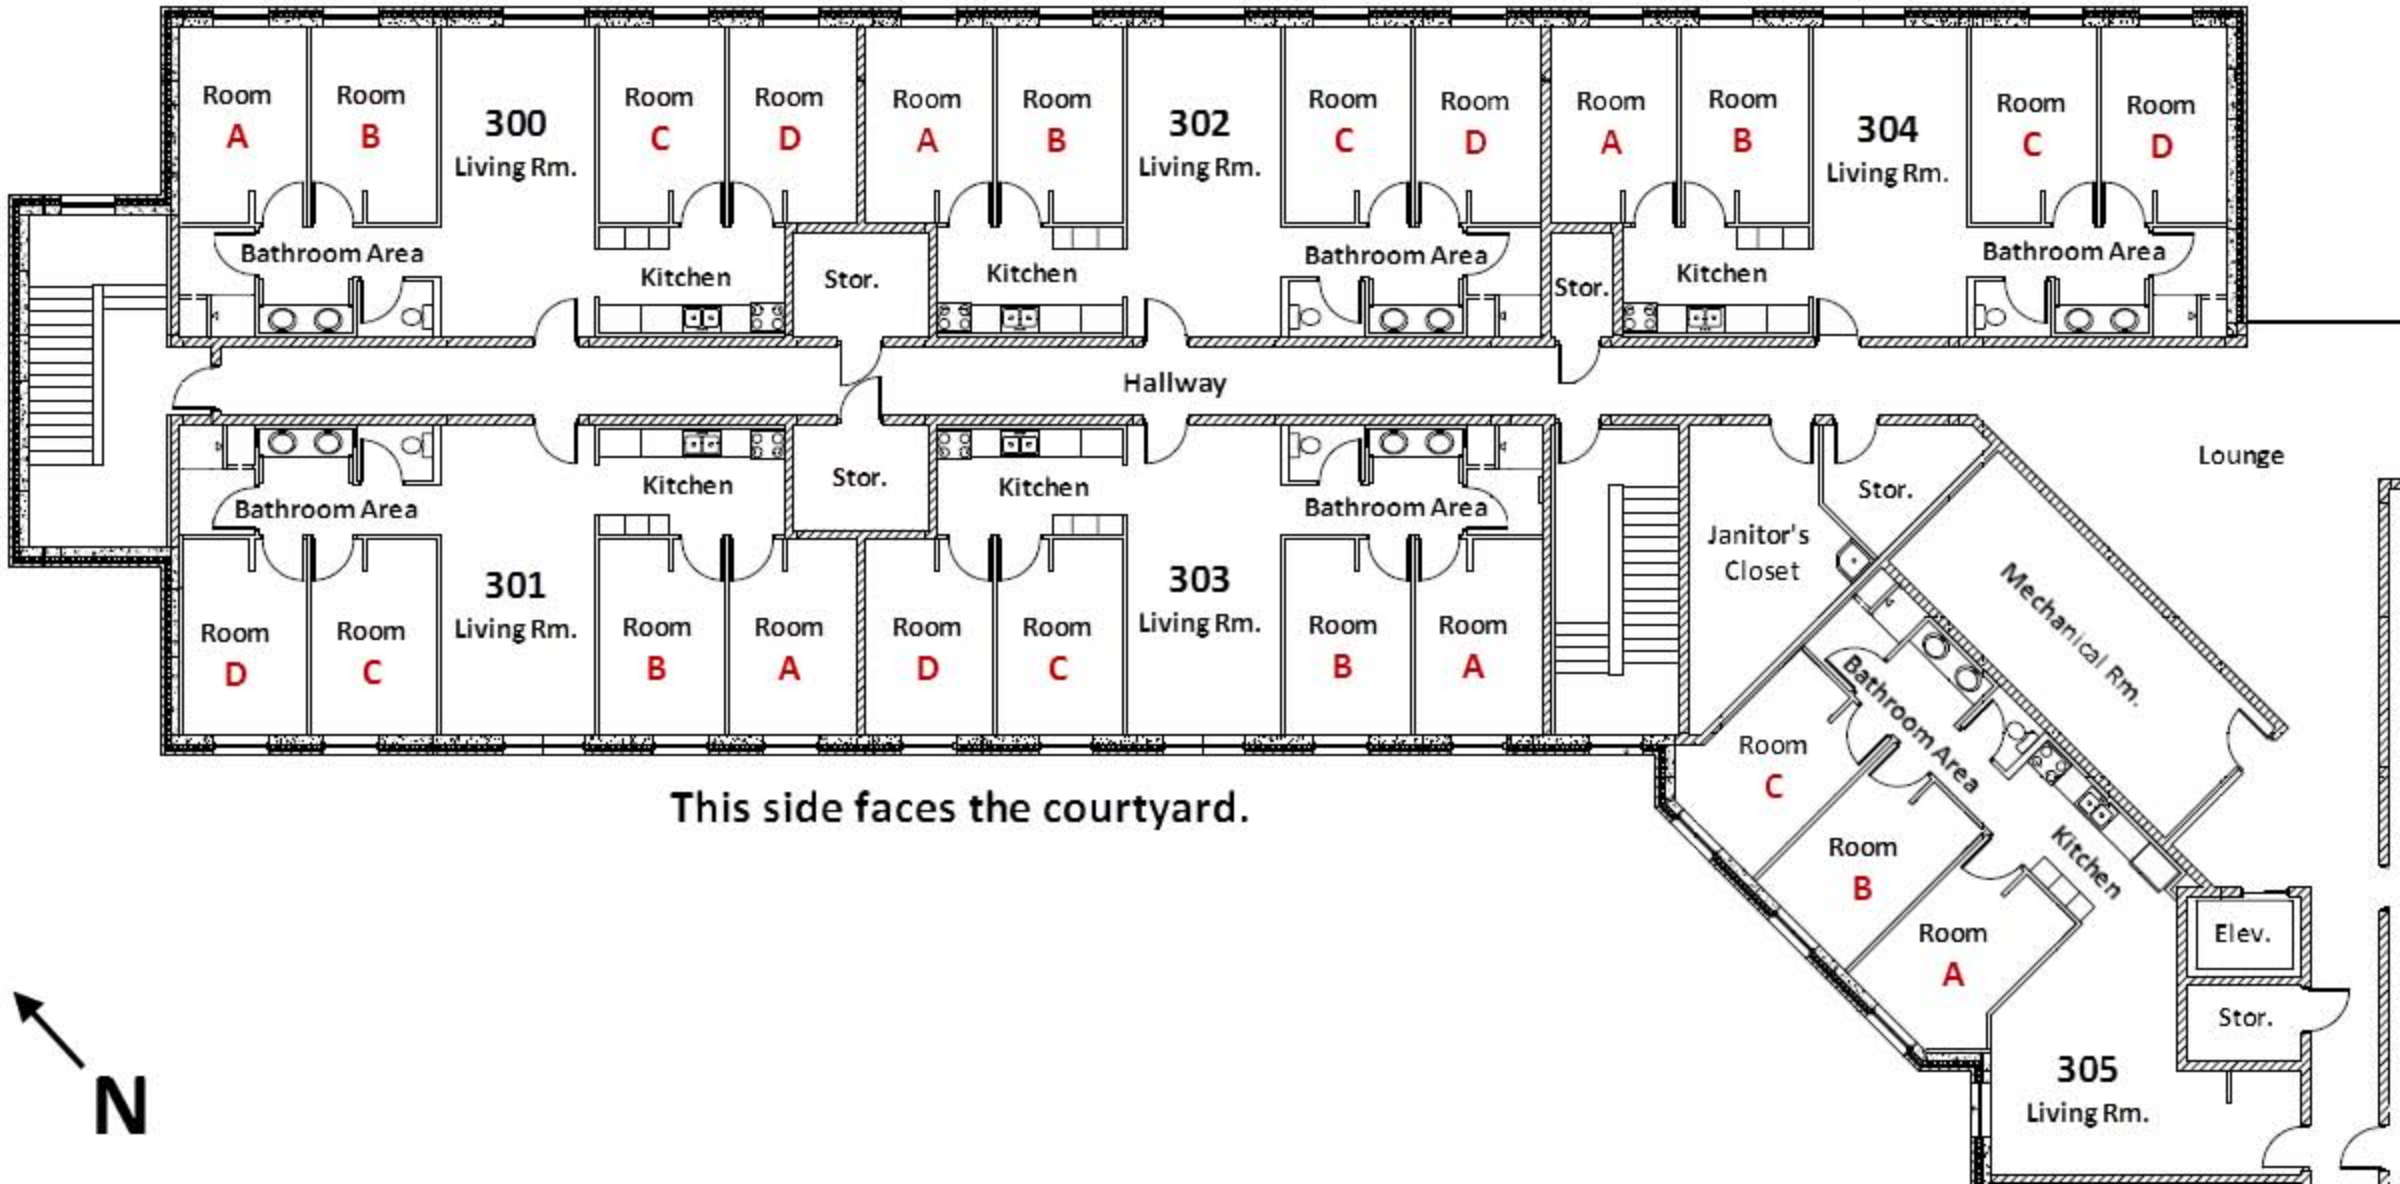 Room
A
Room
B
300
Living Rm.
Room
C
Room
D
Room
A
Room
B
302
Living Rm.
Room
C
Room
D
Room
A
Room
B
304
Living Rm.
Room
C
Room
D
Bathroom Area
Kitchen
Stor.
Kitchen
Bathroom Area
Stor.
Kitchen
Bathroom Area
Hallway
Lounge
Bathroom Area
Kitchen
Stor.
Kitchen
Bathroom Area
Janitor's
Closet
Stor.
Mechanical Rm.
Room
D
Room
C
301
Living Rm.
Room
B
Room
A
Room
D
Room
C
303
Living Rm.
Room
B
Room
A
Bathroom Area
Room
C
Room
B
Kitchen
Room
A
This side faces the courtyard.
Elev.
Stor.
305
Living Rm.
N